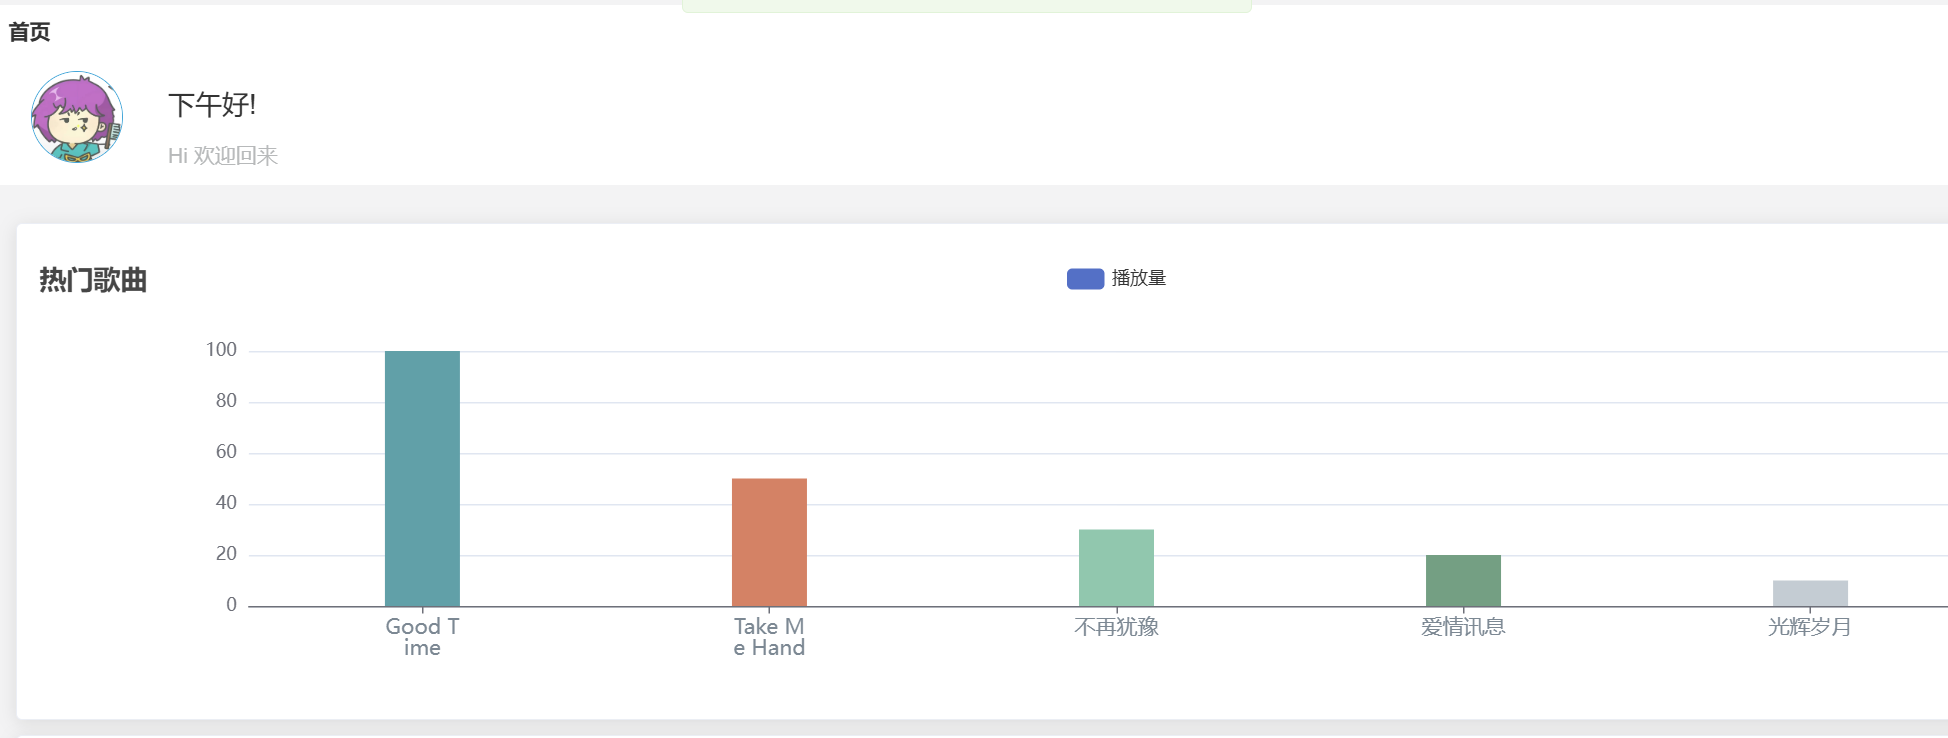 首页
下午好!
Hi 欢迎回来
热门歌曲
播放量
100
80
60
40
20
0
Good T
ime
Take M
e Hand
不再犹豫
爱情讯息
光辉岁月